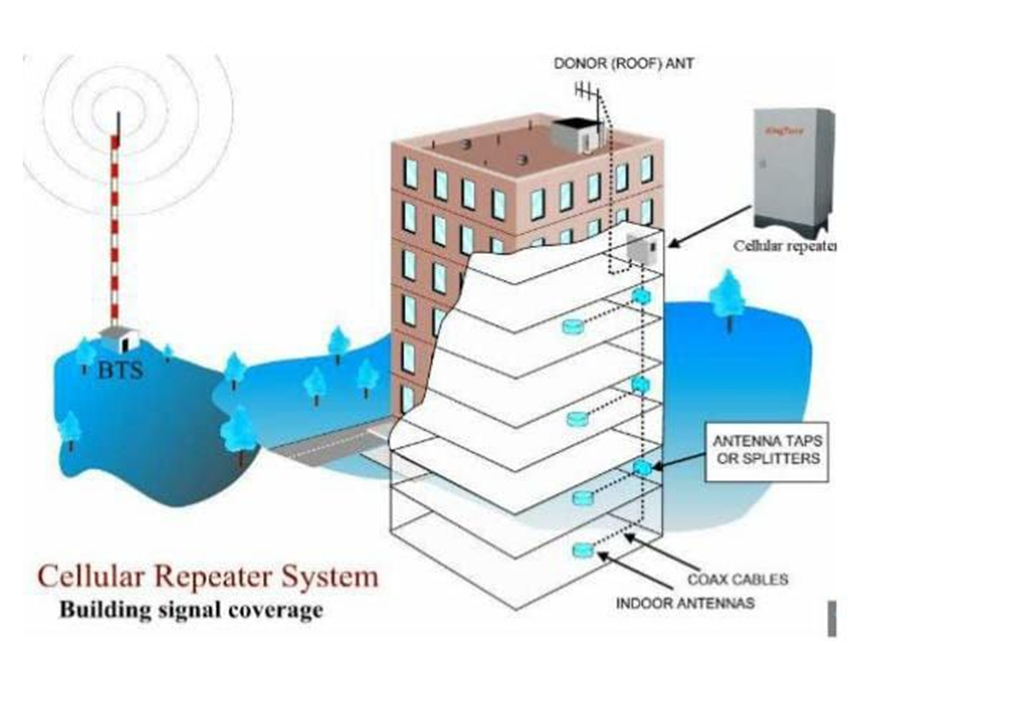 DONOR (ROOF) ANT
KingTone
Cellular repeater
BTS
ANTENNA TAPS
OR SPLITTERS
COAX CABLES
INDOOR ANTENNAS
Cellular Repeater System
Building signal coverage